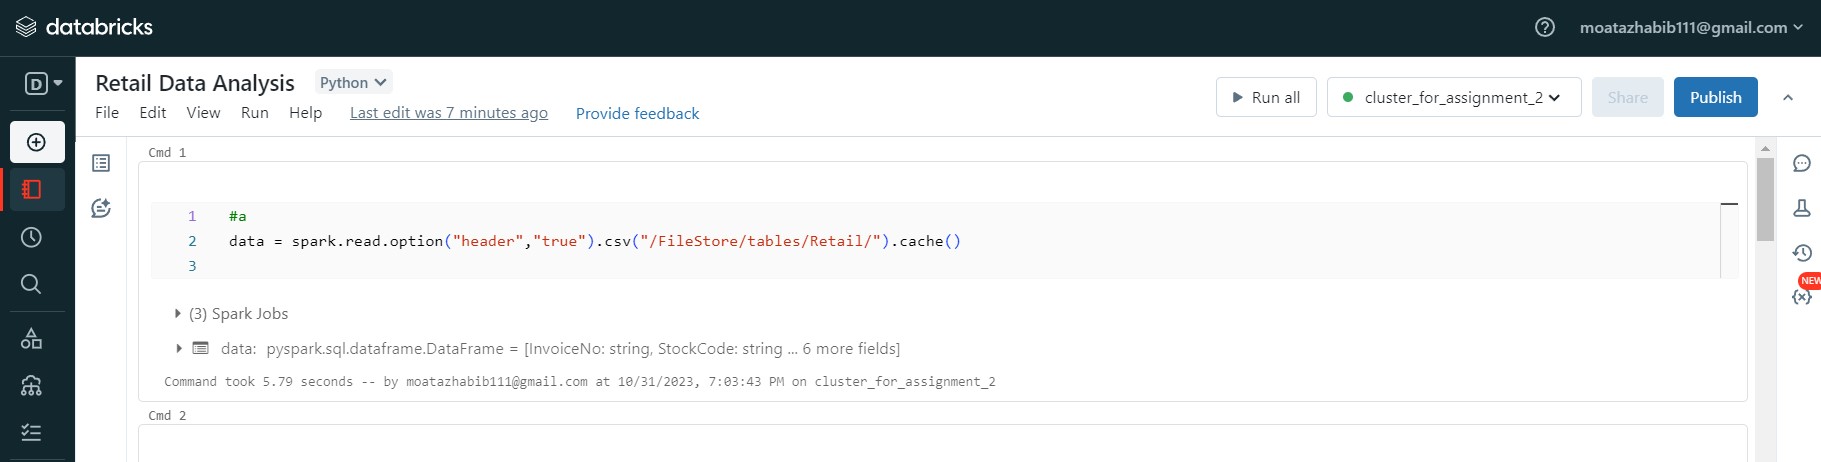 databricks
moatazhabib111@gmail.com
D
Retail Data Analysis Python
File Edit View Run Help Last edit was 7 minutes ago Provide feedback
Run all cluster_for_assignment_2 Share Publish
Cmd 1
1 #a
2 data = spark.read.option("header","true").csv("/FileStore/tables/Retail/").cache()
3
(3) Spark Jobs
data: pyspark.sql.dataframe.DataFrame = [InvoiceNo: string, StockCode: string ... 6 more fields]
Command took 5.79 seconds -- by moatazhabib111@gmail.com at 10/31/2023, 7:03:43 PM on cluster_for_assignment_2
Cmd 2
NEW